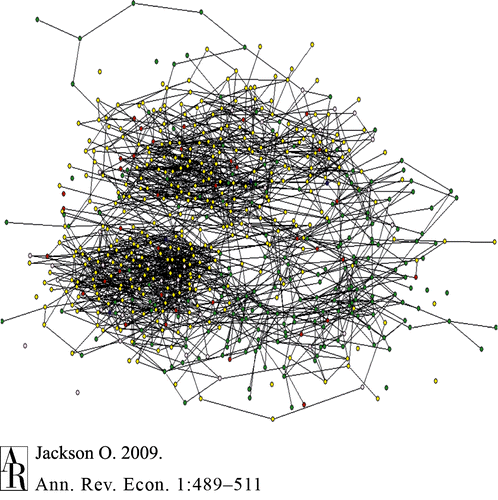 AR
Jackson O. 2009.
Ann. Rev. Econ. 1:489–511